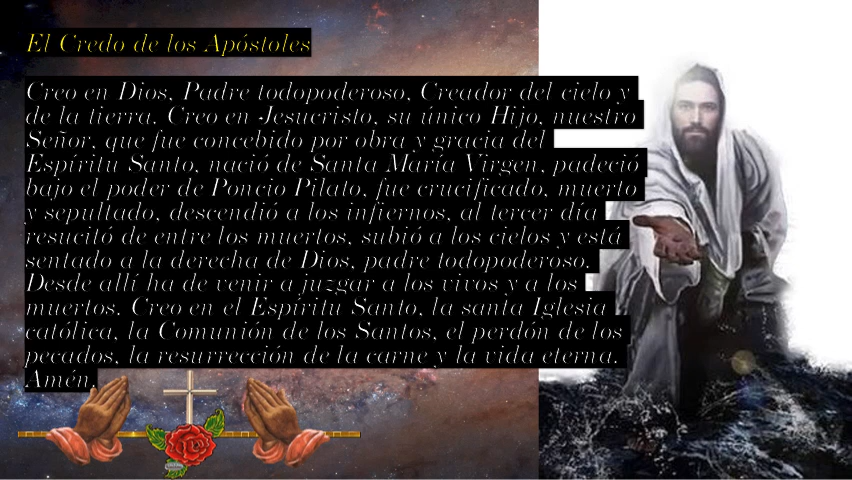 El Credo de los Apóstoles
Creo en Dios, Padre todopoderoso, Creador del cielo y
de la tierra. Creo en Jesucristo, su único Hijo, nuestro
Señor, que fue concebido por obra y gracia del
Espíritu Santo, nació de Santa María Virgen, padeció
bajo el poder de Poncio Pilato, fue crucificado, muerto
y sepultado, descendió a los infiernos, al tercer día
resucitó de entre los muertos, subió a los cielos y está
sentado a la derecha de Dios, padre todopoderoso.
Desde allí ha de venir a juzgar a los vivos y a los
muertos. Creo en el Espíritu Santo, la santa Iglesia
católica, la Comunión de los Santos, el perdón de los
pecados, la resurrección de la carne y la vida eterna.
Amén.